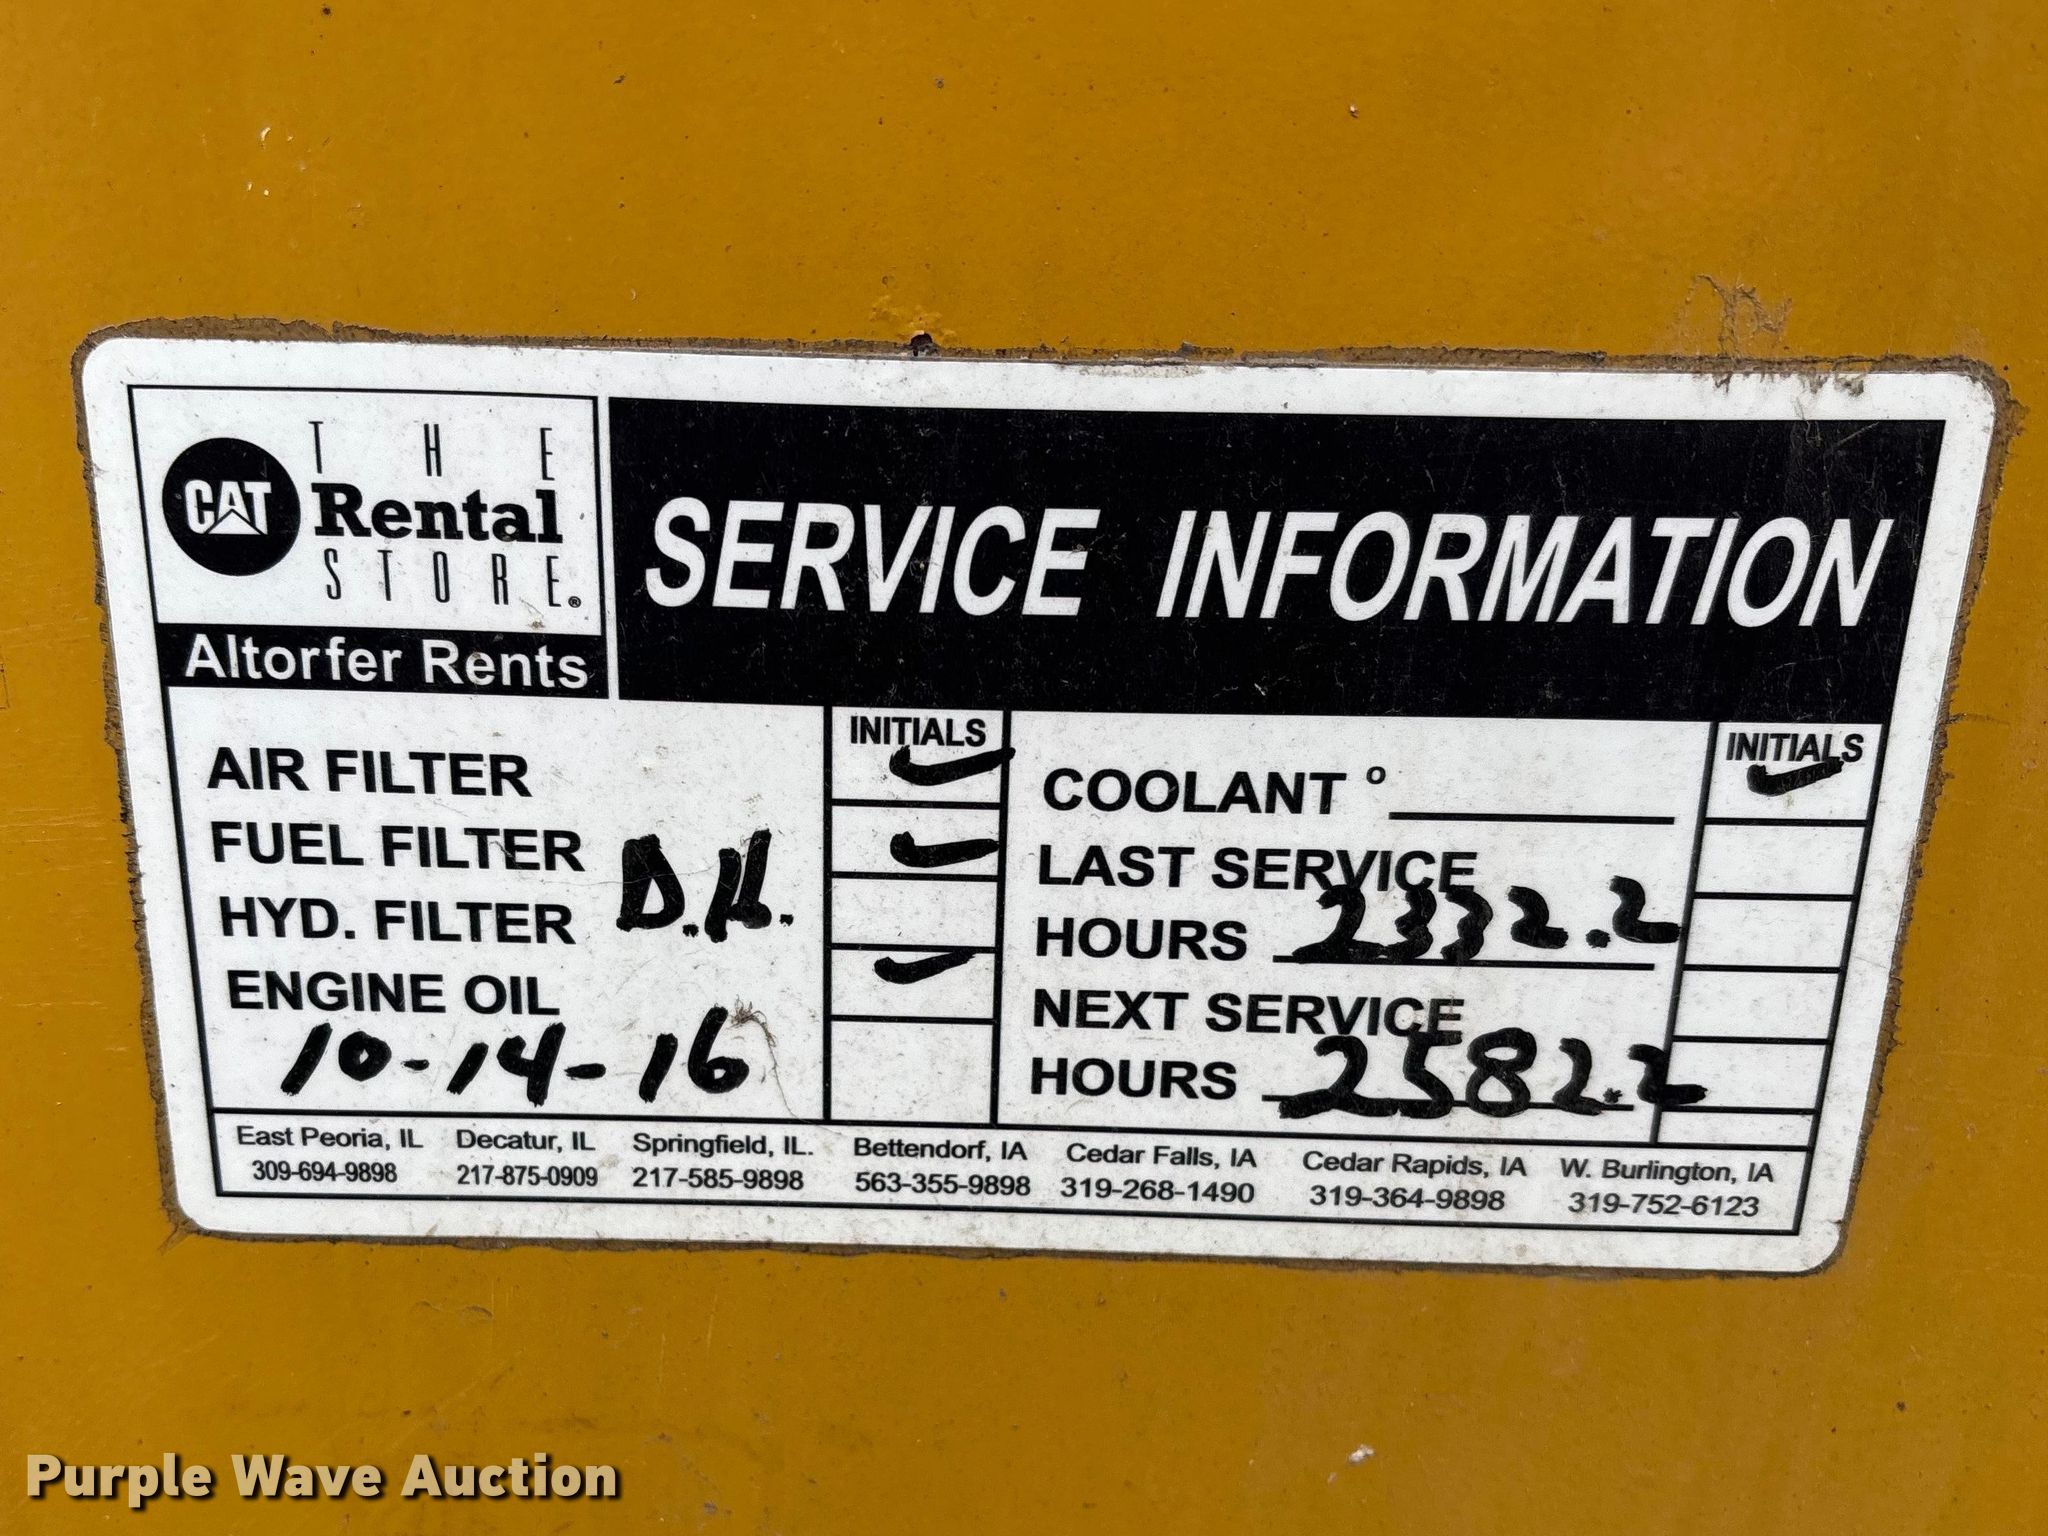 THE
CAT Rental
STORE®
Altorfer Rents
SERVICE INFORMATION
INITIALS
AIR FILTER ✓
FUEL FILTER ✓
D.H.
HYD. FILTER
ENGINE OIL ✓
10-14-16
INITIALS
COOLANT ° ✓
LAST SERVICE
HOURS 2332.2
NEXT SERVICE
HOURS 2582.2
East Peoria, IL Decatur, IL Springfield, IL. Bettendorf, IA Cedar Falls, IA Cedar Rapids, IA W. Burlington, IA
309-694-9898 217-875-0909 217-585-9898 563-355-9898 319-268-1490 319-364-9898 319-752-6123
Purple Wave Auction